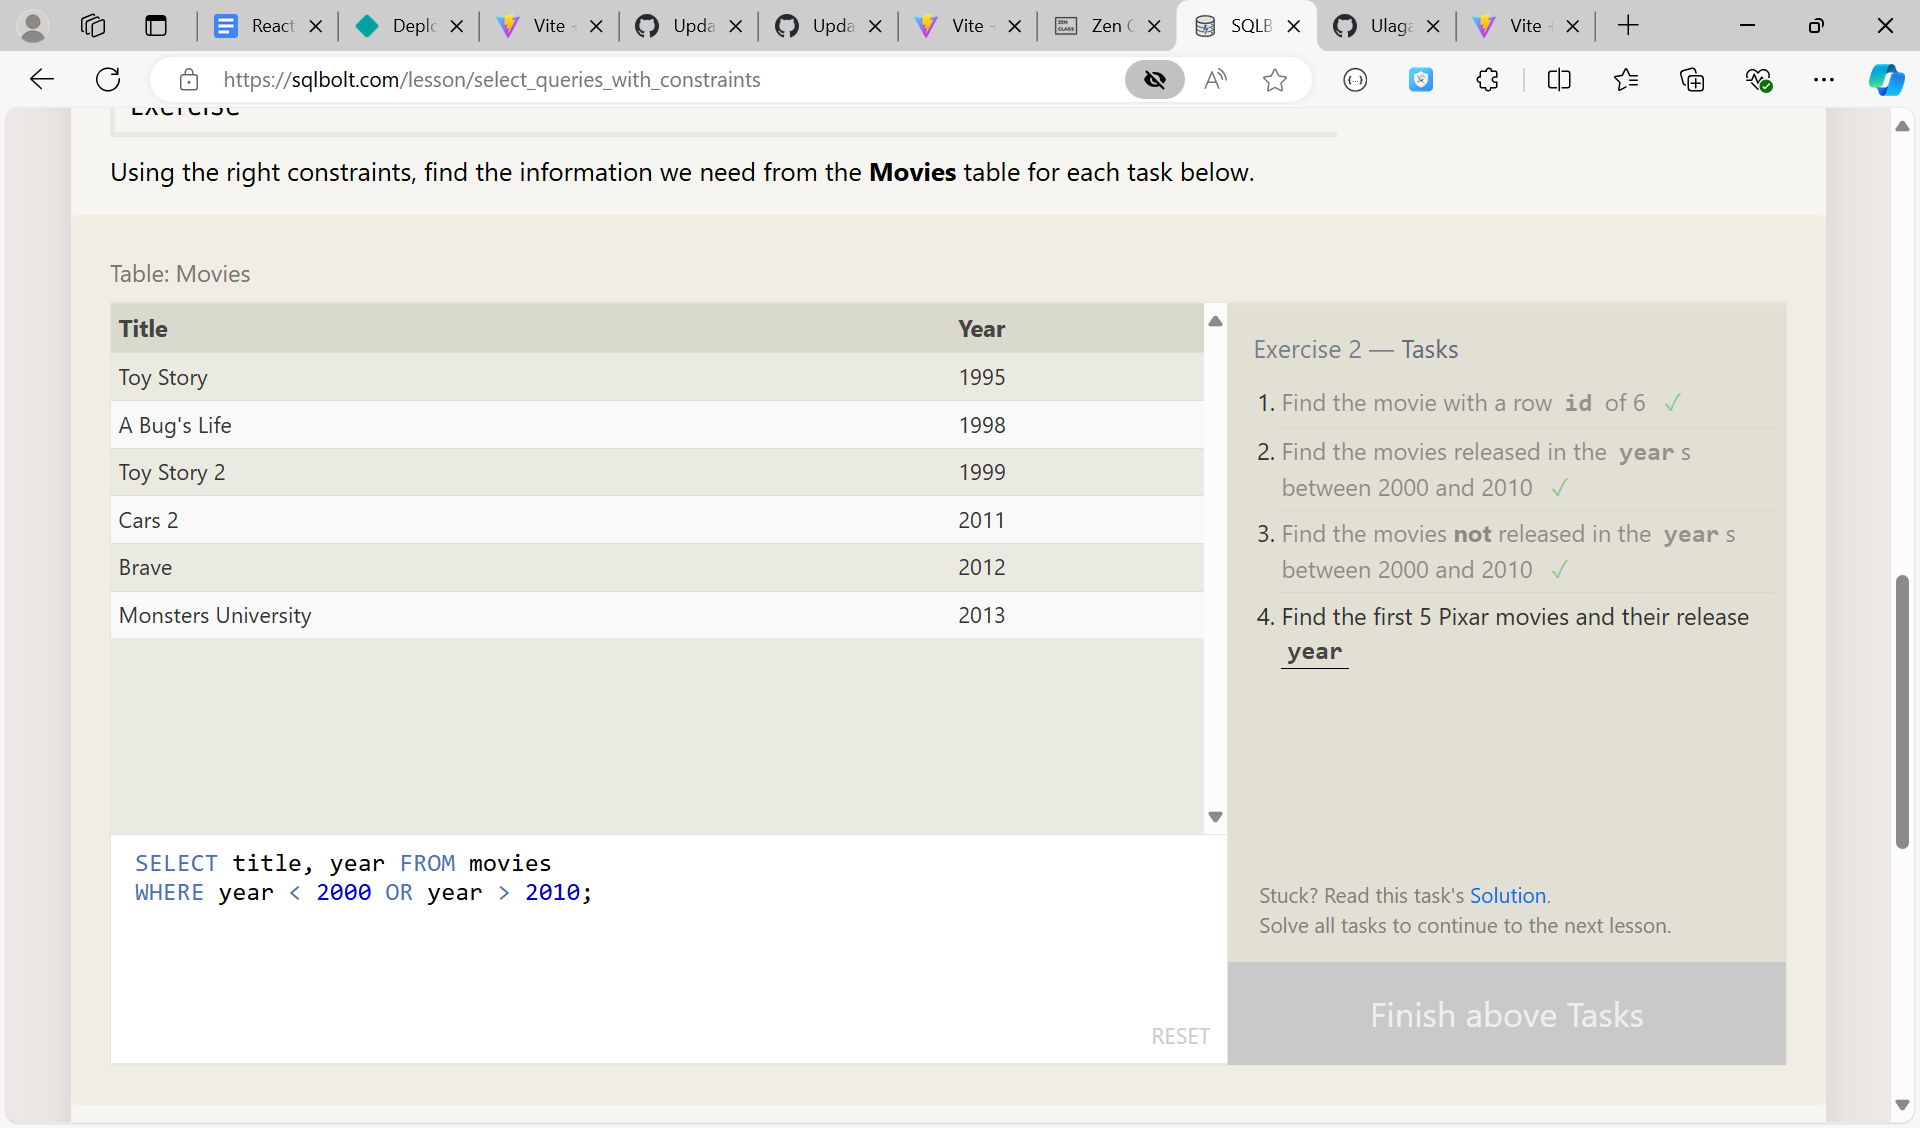 React
Deplo
Vite
Upda
Upda
Vite
Zen C
SQLB
Ulaga
Vite
https://sqlbolt.com/lesson/select_queries_with_constraints
Exercise
Using the right constraints, find the information we need from the Movies table for each task below.
Table: Movies
Title Year
Toy Story 1995
A Bug's Life 1998
Toy Story 2 1999
Cars 2 2011
Brave 2012
Monsters University 2013
SELECT title, year FROM movies
WHERE year < 2000 OR year > 2010;
RESET
Exercise 2 — Tasks
1. Find the movie with a row id of 6 ✓
2. Find the movies released in the year s
between 2000 and 2010 ✓
3. Find the movies not released in the year s
between 2000 and 2010 ✓
4. Find the first 5 Pixar movies and their release
year
Stuck? Read this task's Solution.
Solve all tasks to continue to the next lesson.
Finish above Tasks